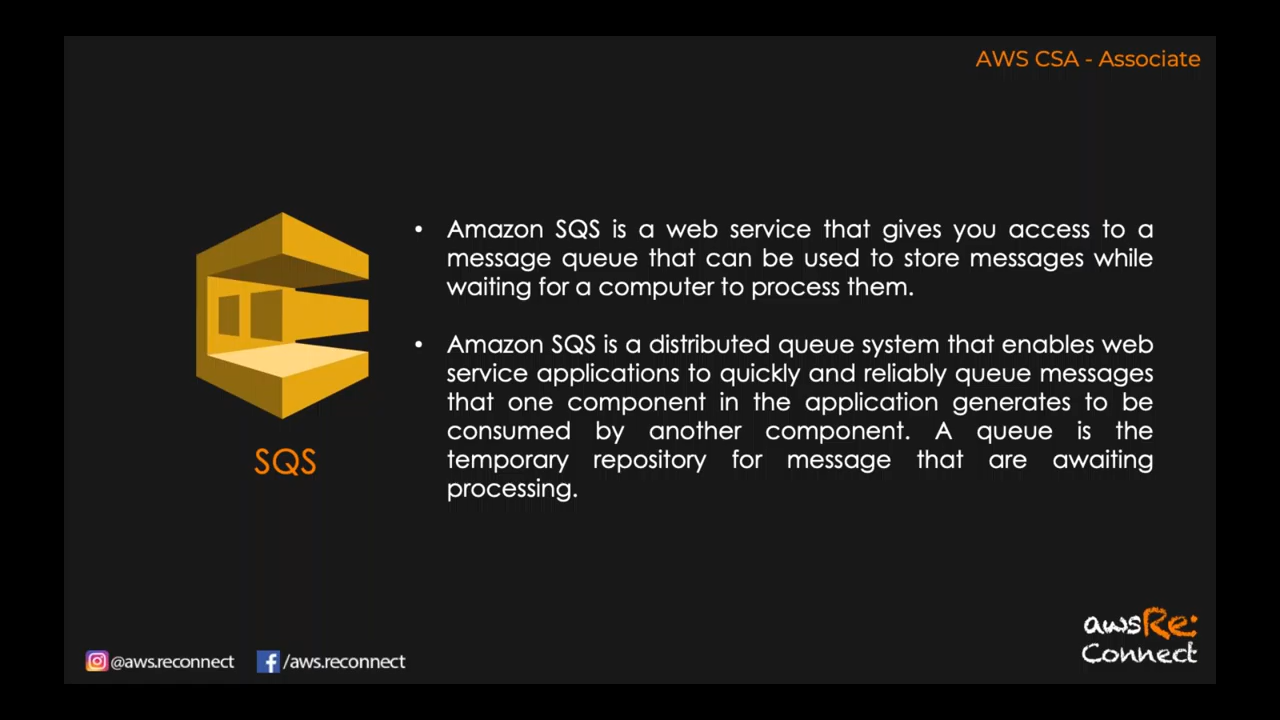 AWS CSA - Associate
• Amazon SQS is a web service that gives you access to a
message queue that can be used to store messages while
waiting for a computer to process them.
• Amazon SQS is a distributed queue system that enables web
service applications to quickly and reliably queue messages
that one component in the application generates to be
consumed by another component. A queue is the
temporary repository for message that are awaiting
processing.
SQS
@aws.reconnect
/aws.reconnect
awsRe:
Connect